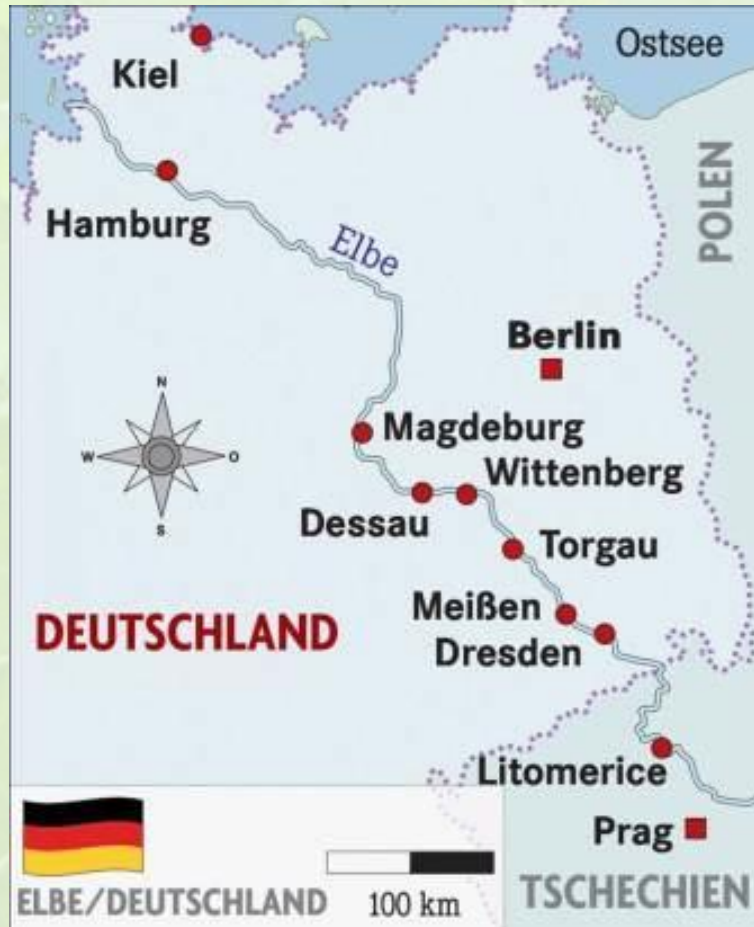 Ostsee
Kiel
POLEN
Hamburg
Elbe
Berlin
N
W
O
S
Magdeburg
Wittenberg
Dessau
Torgau
Meißen
DEUTSCHLAND
Dresden
Litomerice
Prag
TSCHECHIEN
ELBE/DEUTSCHLAND
100 km